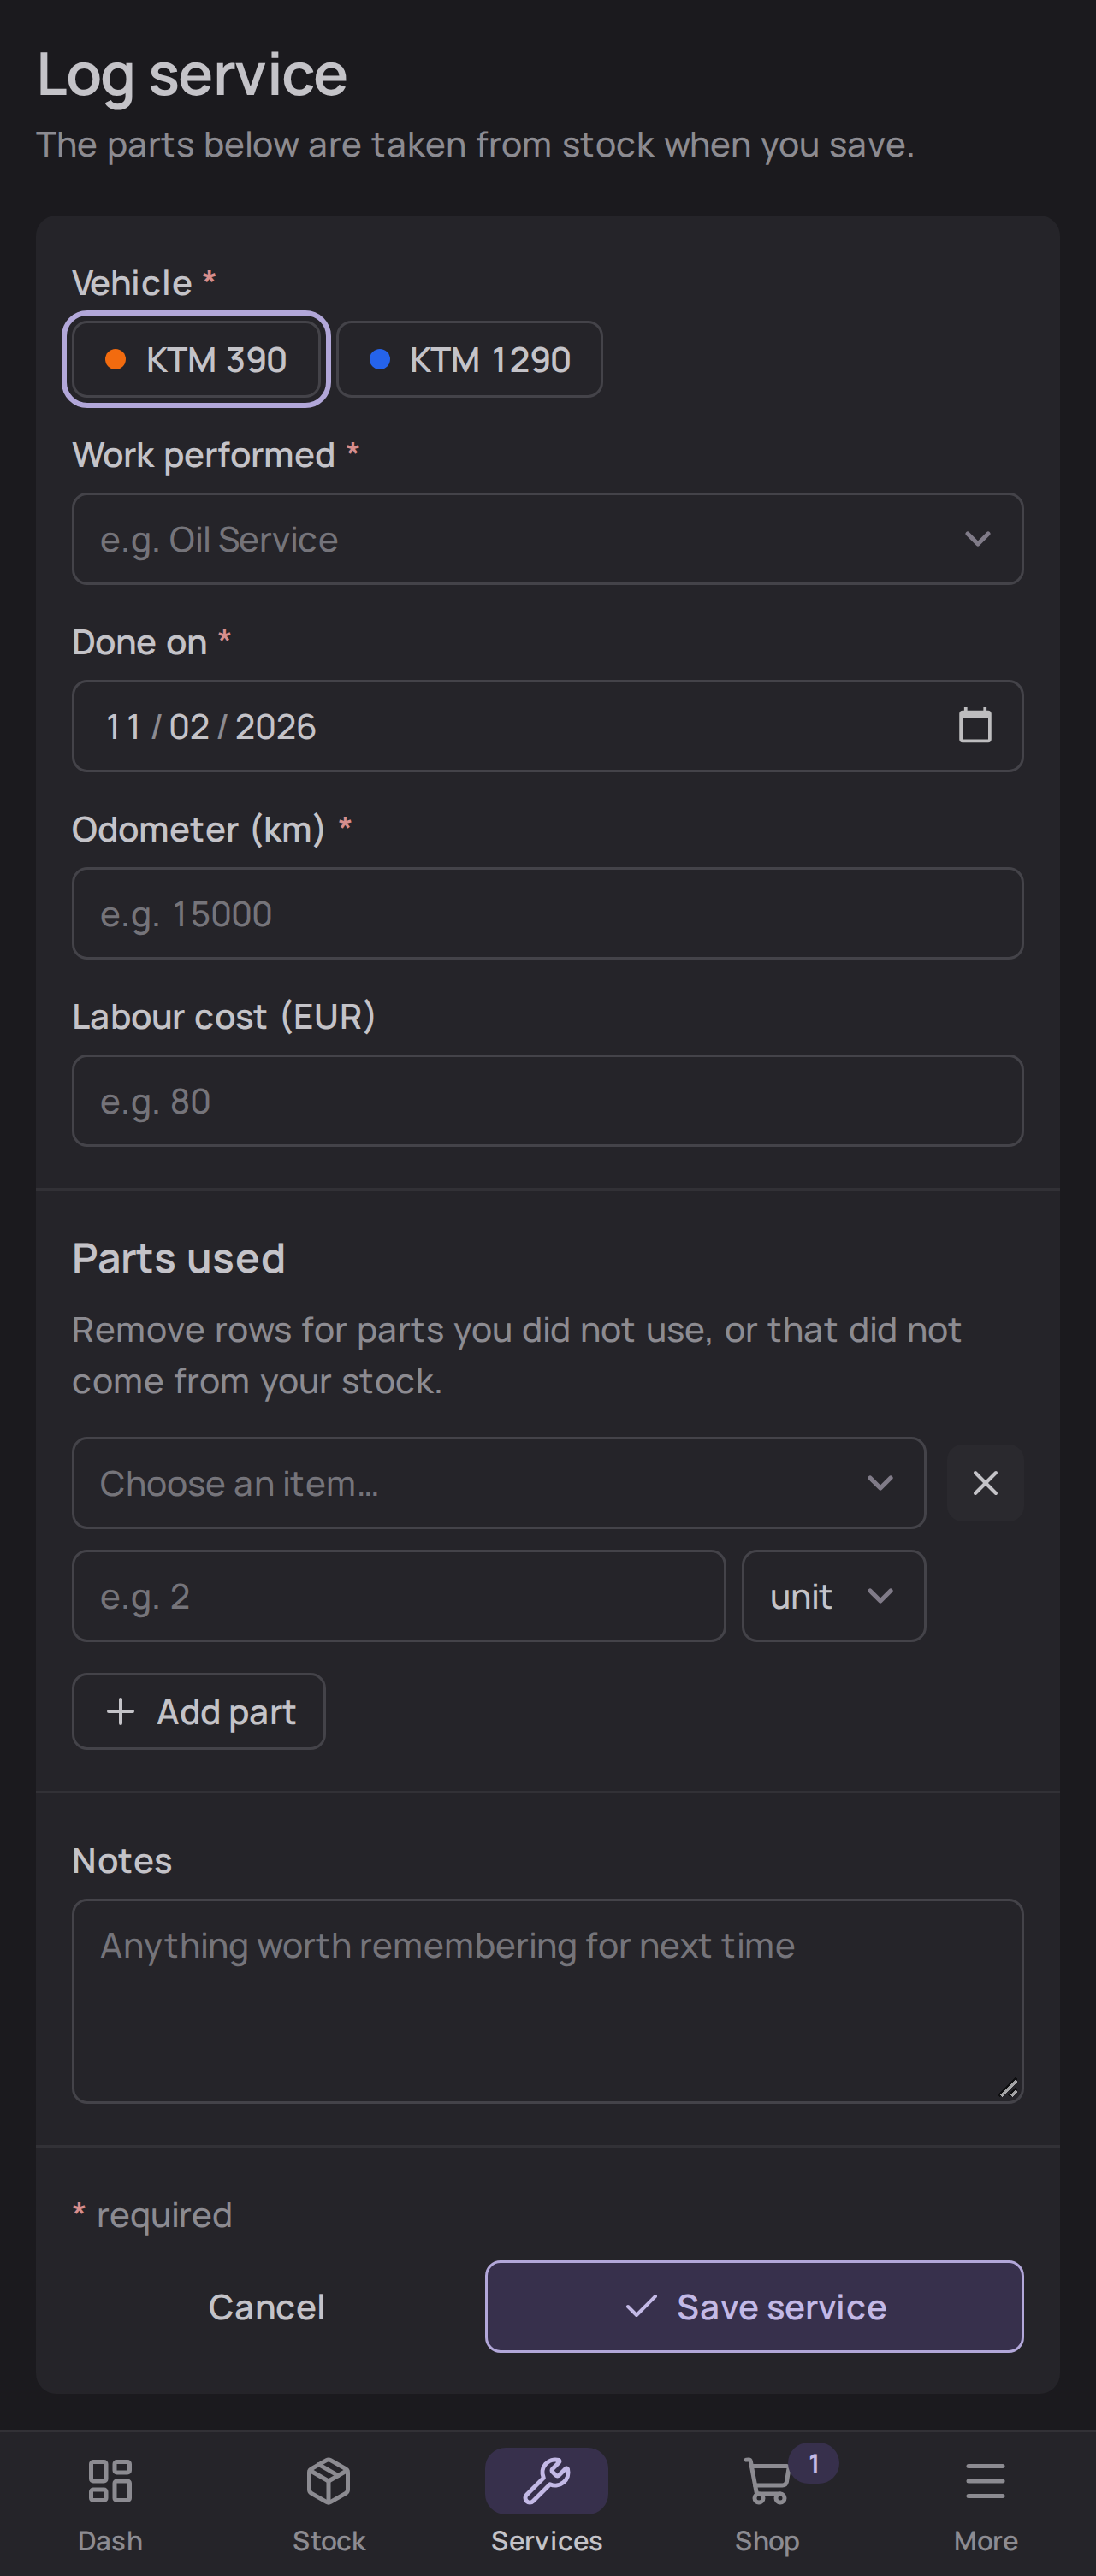 Log service
The parts below are taken from stock when you save.
Vehicle *
KTM 390 KTM 1290
Work performed *
e.g. Oil Service
Done on *
11 / 02 / 2026
Odometer (km) *
e.g. 15000
Labour cost (EUR)
e.g. 80
Parts used
Remove rows for parts you did not use, or that did not
come from your stock.
Choose an item...
e.g. 2 unit
Add part
Notes
Anything worth remembering for next time
* required
Cancel Save service
1
Dash Stock Services Shop More